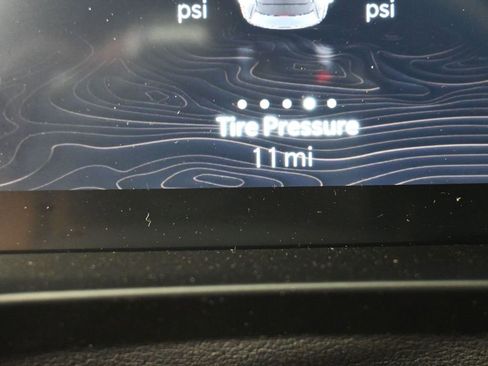 psi psi
Tire Pressure
11 mi